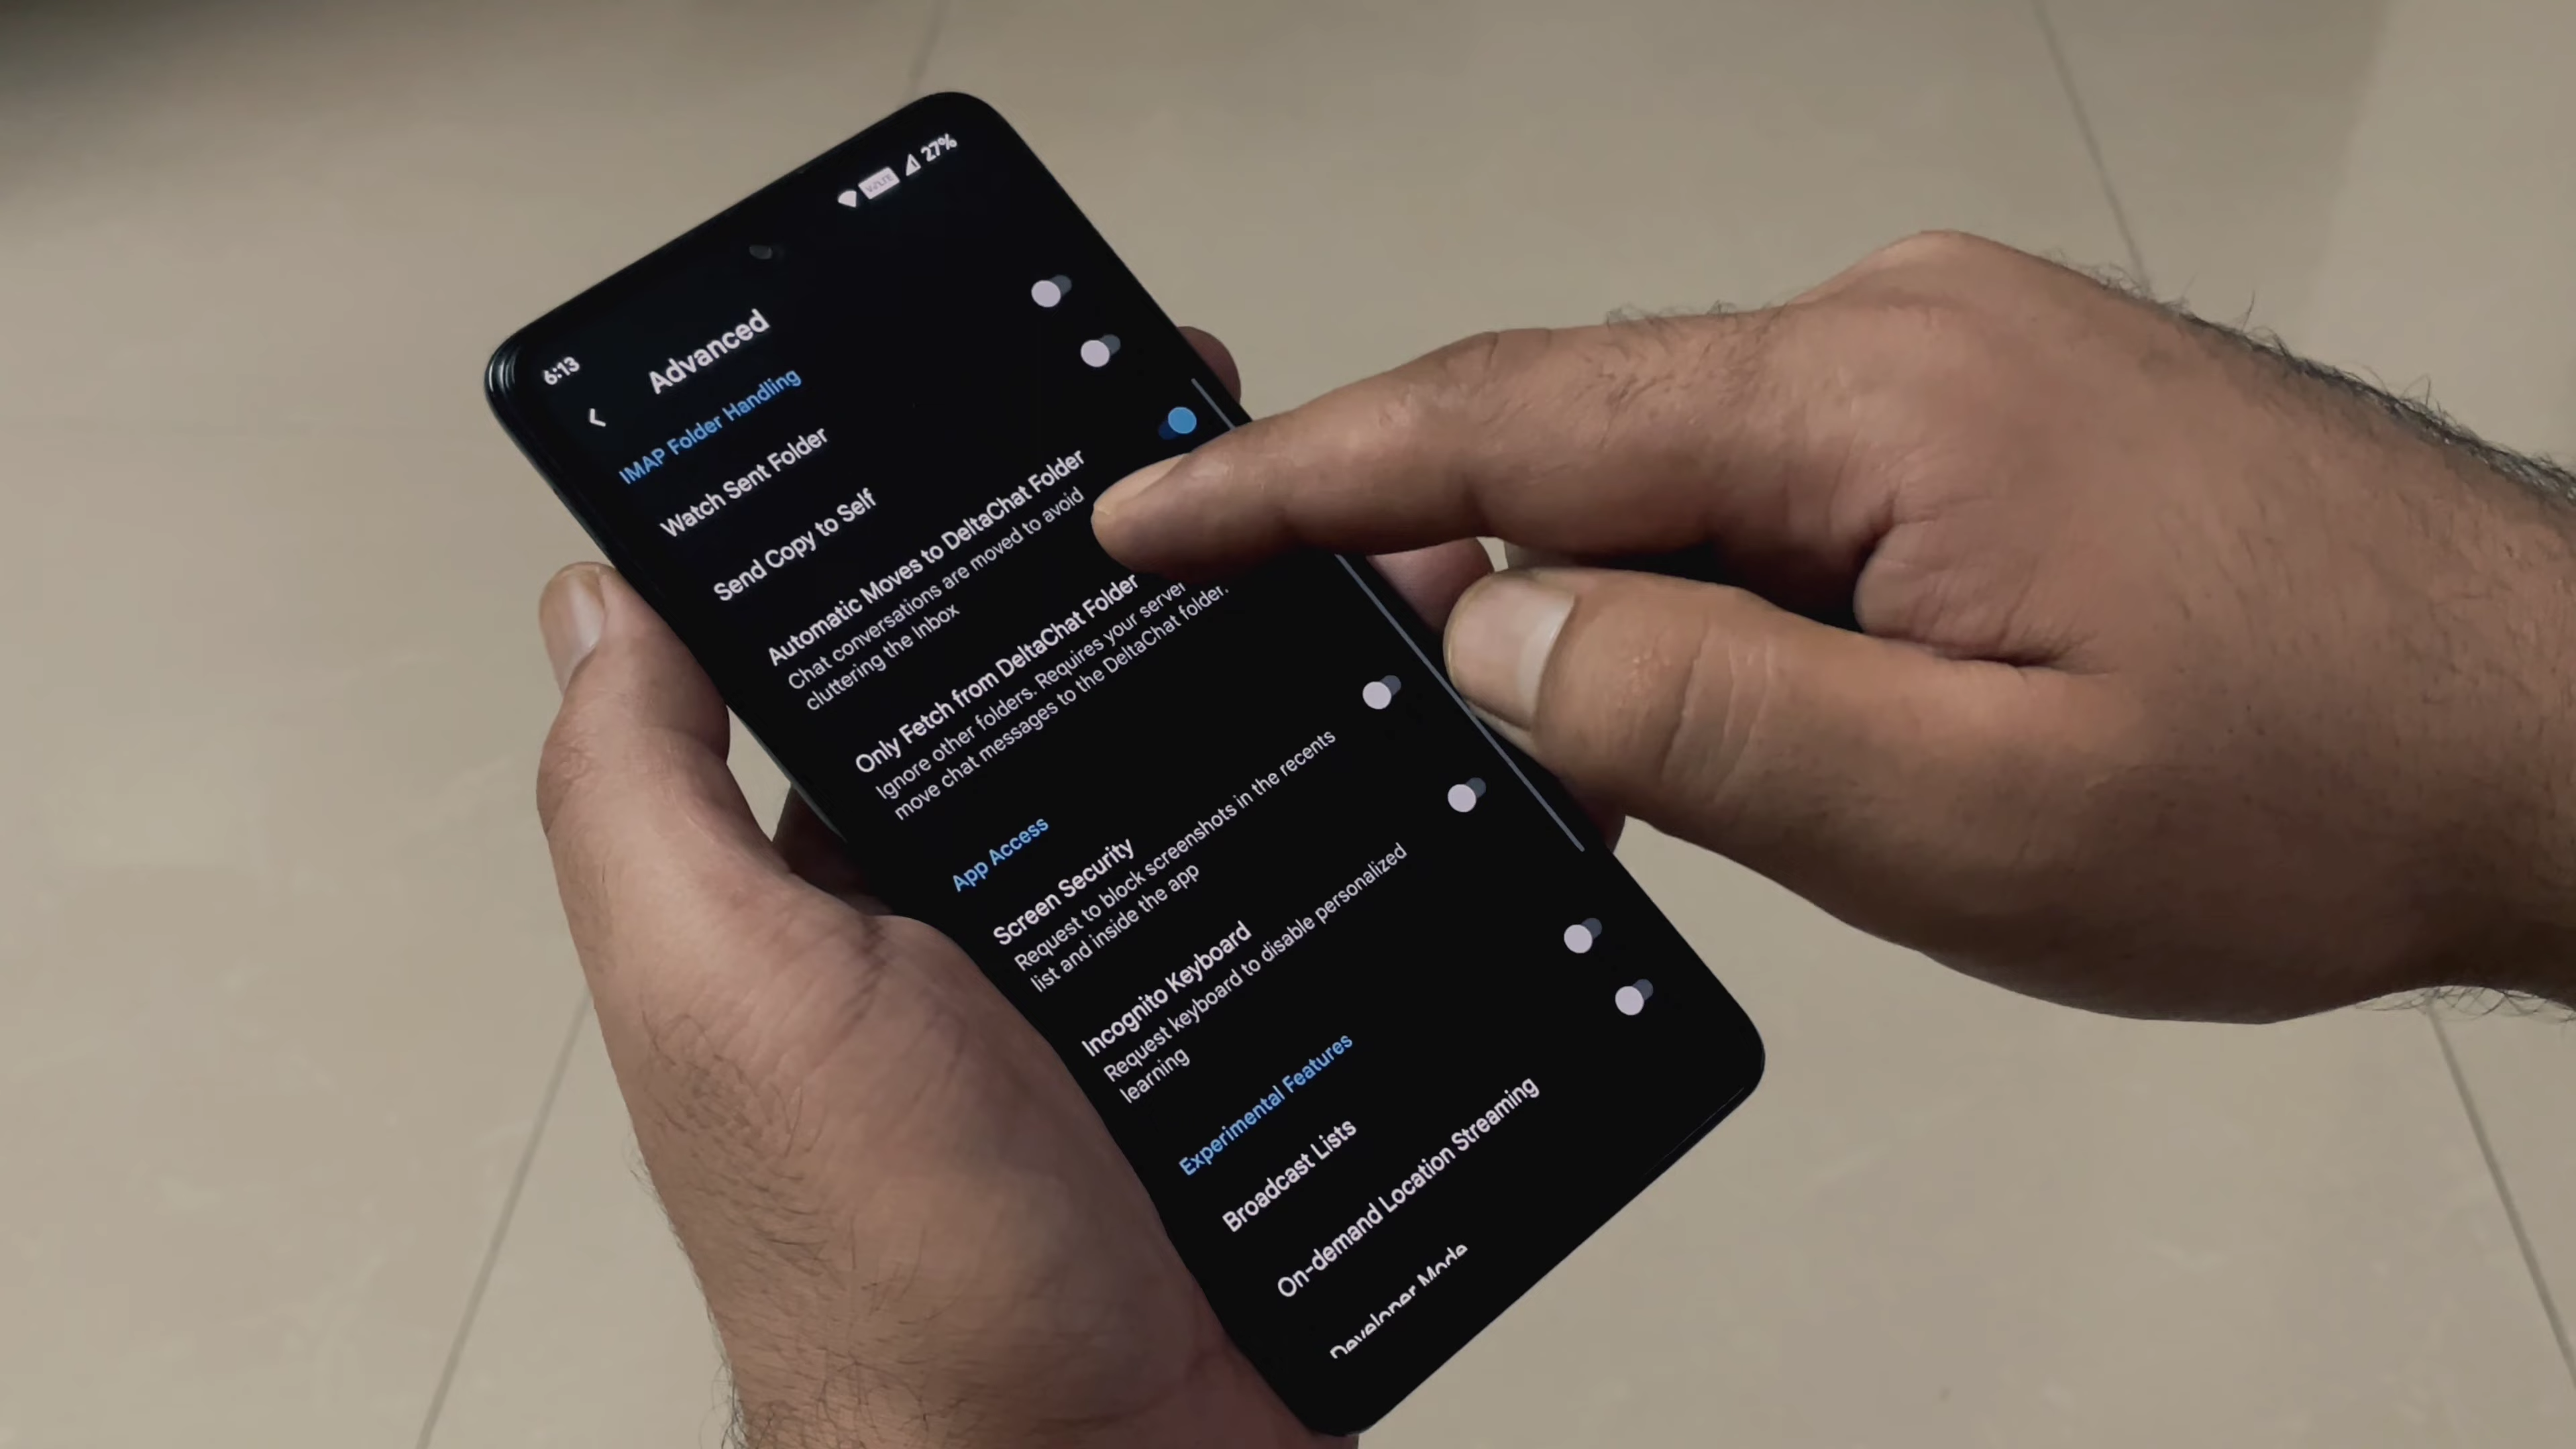 6:13
VoLTE 27%
Advanced
IMAP Folder Handling
Watch Sent Folder
Send Copy to Self
Automatic Moves to DeltaChat Folder
Chat conversations are moved to avoid
cluttering the Inbox
Only Fetch from DeltaChat Folder
Ignore other folders. Requires your server
move chat messages to the DeltaChat folder.
App Access
Screen Security
Request to block screenshots in the recents
list and inside the app
Incognito Keyboard
Request keyboard to disable personalized
learning
Experimental Features
Broadcast Lists
On-demand Location Streaming
Developer Mode